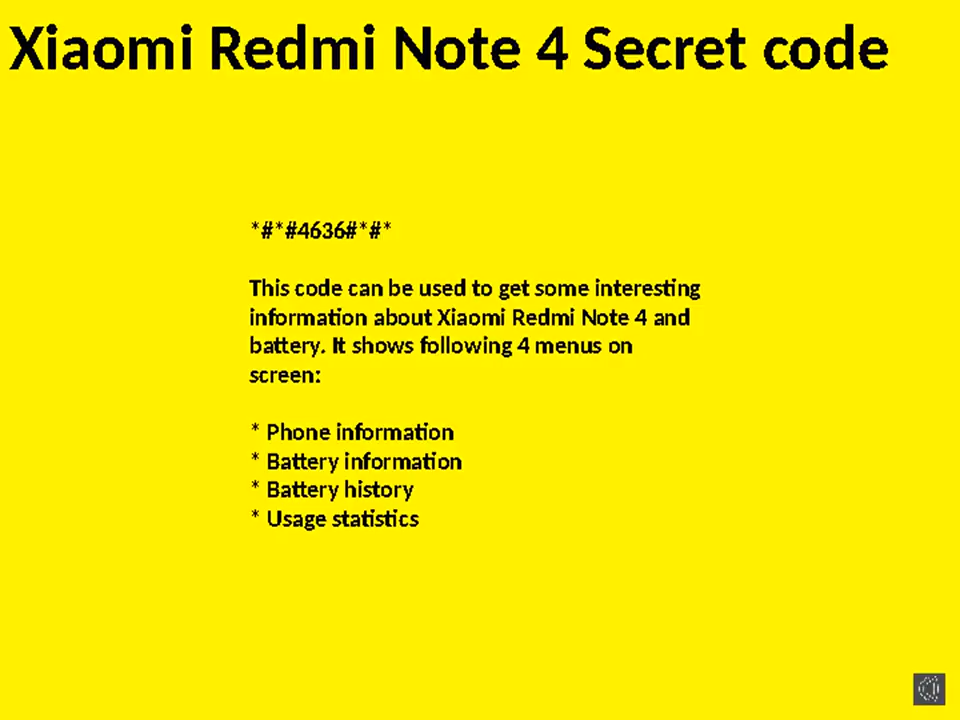 Xiaomi Redmi Note 4 Secret code
*#*#4636#*#*
This code can be used to get some interesting
information about Xiaomi Redmi Note 4 and
battery. It shows following 4 menus on
screen:
* Phone information
* Battery information
* Battery history
* Usage statistics